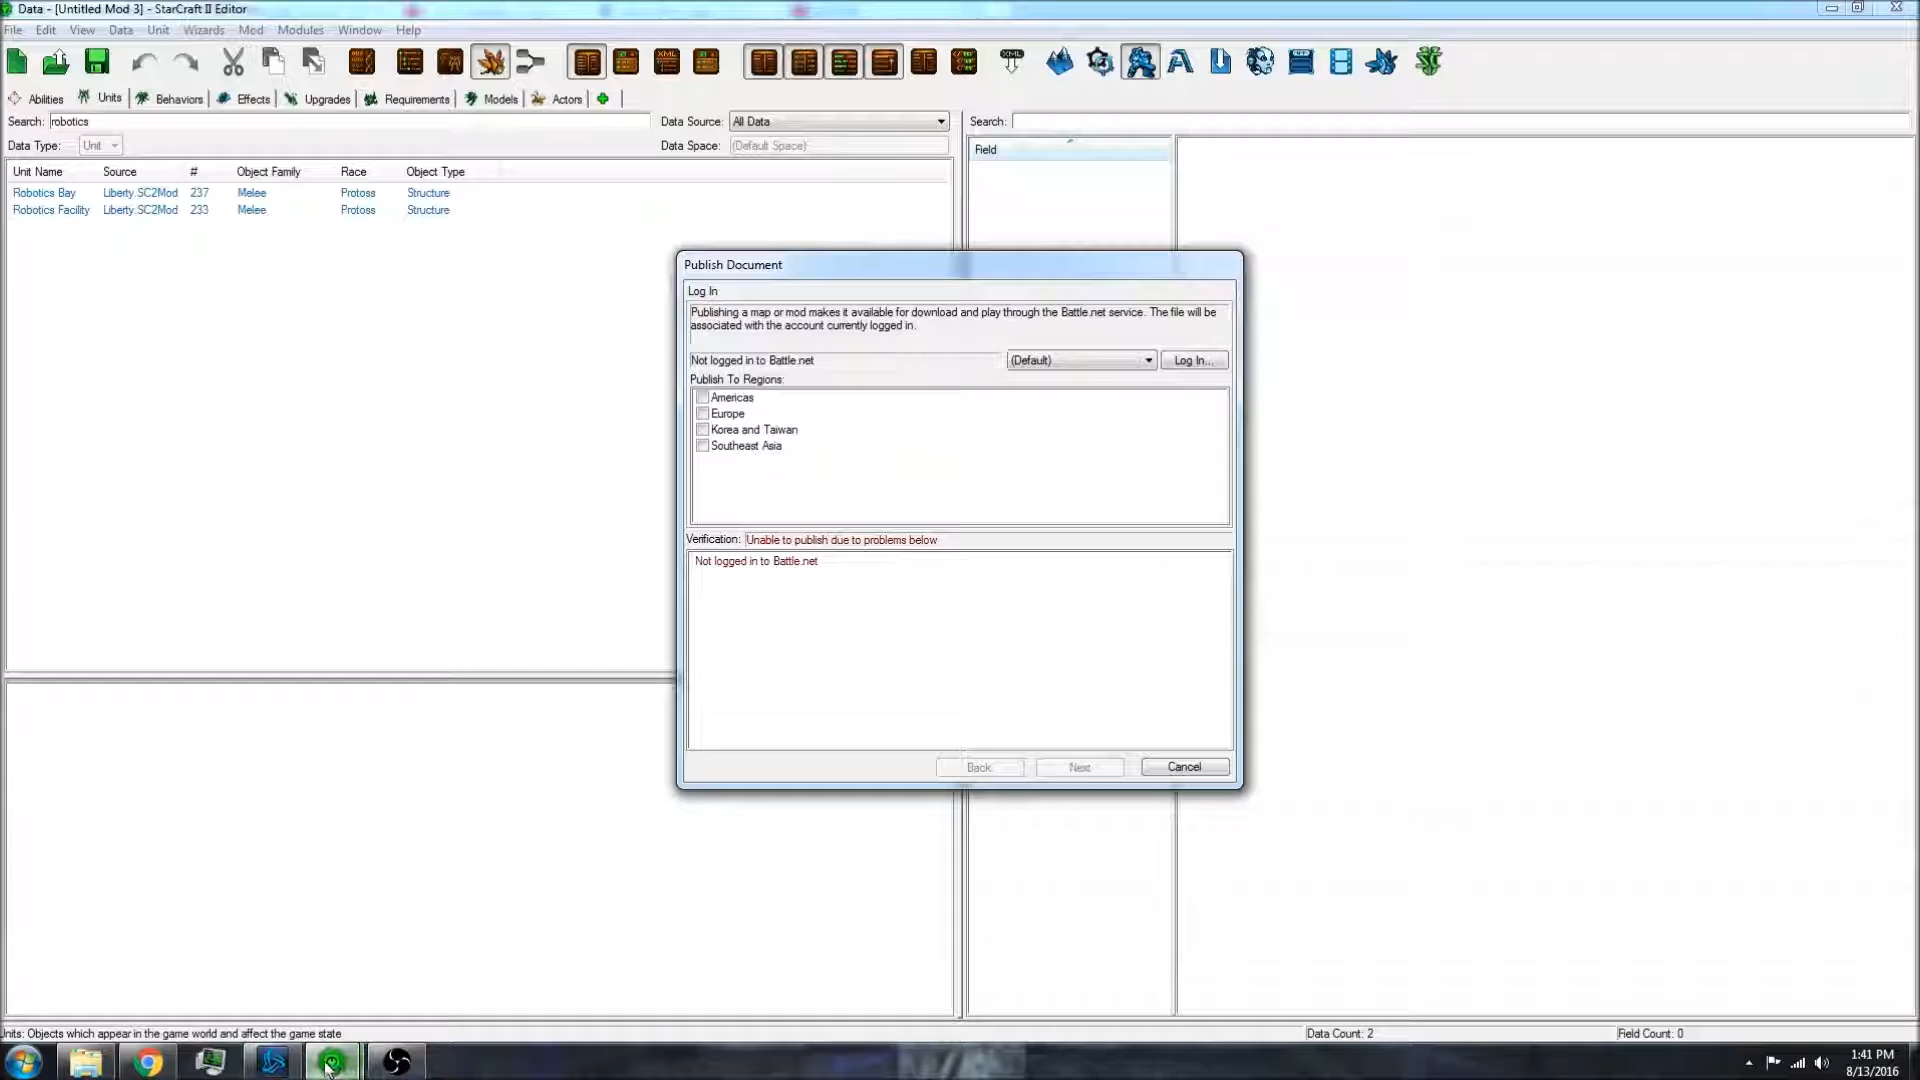 Data - [Untitled Mod 3] - StarCraft II Editor
File Edit View Data Unit Wizards Mod Modules Window Help
XML XML
Abilities Units Behaviors Effects Upgrades Requirements Models Actors
Search: robotics Data Source: All Data Search:
Data Type: Unit Data Space: (Default Space)
Field
Unit Name Source # Object Family Race Object Type
Robotics Bay Liberty.SC2Mod 237 Melee Protoss Structure
Robotics Facility Liberty.SC2Mod 233 Melee Protoss Structure
Publish Document
Log In
Publishing a map or mod makes it available for download and play through the Battle.net service. The file will be
associated with the account currently logged in.
Not logged in to Battle.net (Default) Log In...
Publish To Regions:
Americas
Europe
Korea and Taiwan
Southeast Asia
Verification: Unable to publish due to problems below
Not logged in to Battle.net
Back Next Cancel
Units: Objects which appear in the game world and affect the game state Data Count: 2 Field Count: 0
1:41 PM
8/13/2016